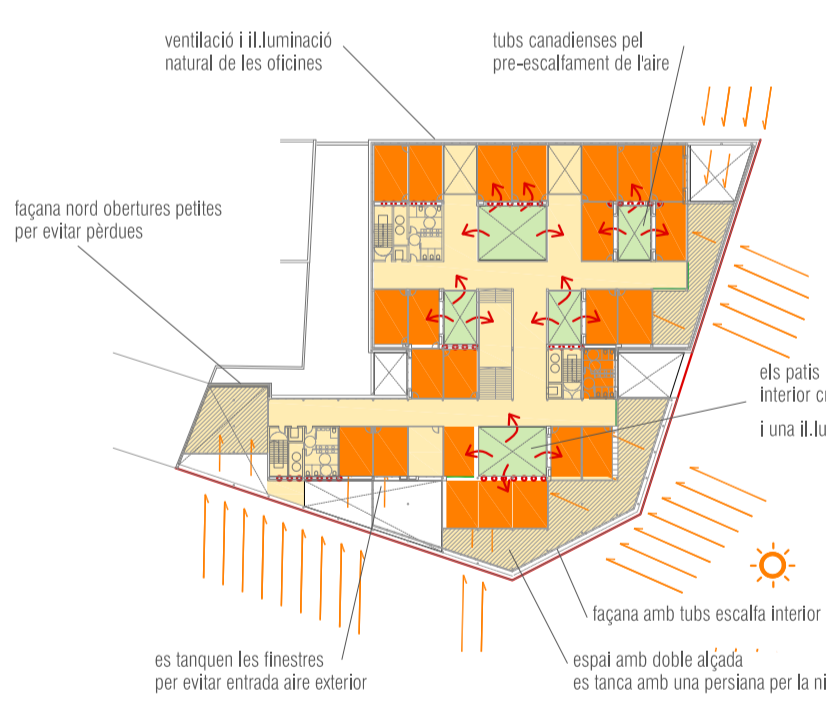 ventilació i il.luminació
natural de les oficines
tubs canadienses pel
pre-escalfament de l'aire
façana nord obertures petites
per evitar pèrdues
els patis
interior
i una
façana amb tubs escalfa interior
es tanquen les finestres
per evitar entrada aire exterior
espai amb doble alçada
es tanca amb una persiana per la